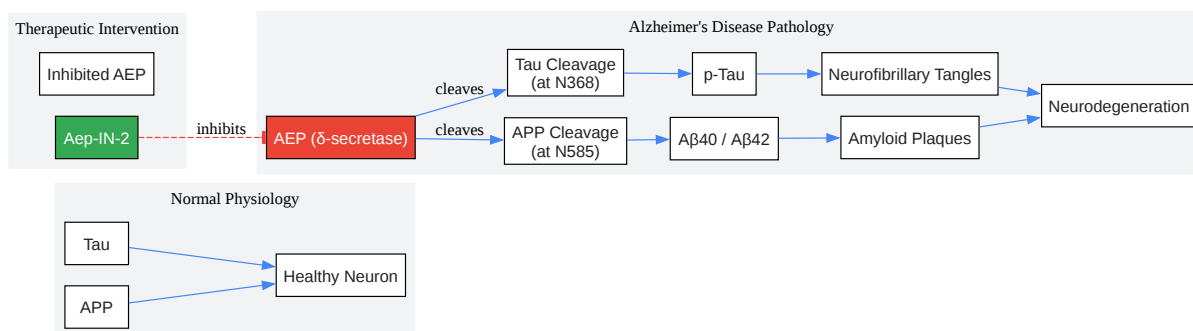 Therapeutic Intervention
Inhibited AEP
Aep-IN-2
inhibits
Alzheimer's Disease Pathology
AEP (δ-secretase)
cleaves
cleaves
Tau Cleavage
(at N368)
p-Tau
Neurofibrillary Tangles
APP Cleavage
(at N585)
Aβ40 / Aβ42
Amyloid Plaques
Neurodegeneration
Normal Physiology
Tau
APP
Healthy Neuron